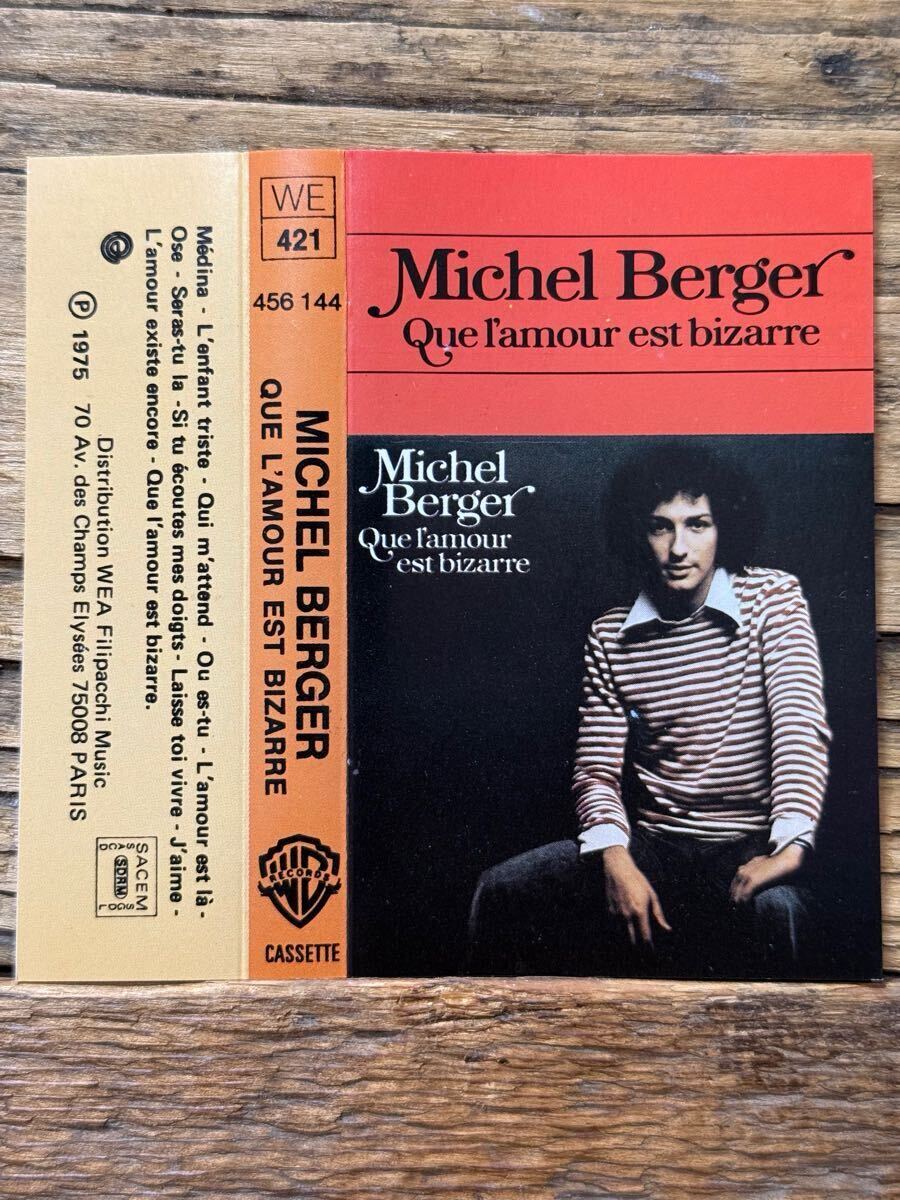 Médina - L'enfant triste - Qui m'attend - Ou es-tu - L'amour est là -
Ose - Seras-tu la -Si tu écoutes mes doigts- Laisse toi vivre - J'aime -
L'amour existe encore - Que l'amour est bizarre.
Distribution WEA Filipacchi Music
Ⓟ 1975 70 Av. des Champs Elysées 75008 PARIS
SACEM
SDRM
SACD
SGDL
WE
421
456 144
MICHEL BERGER
QUE L'AMOUR EST BIZARRE
RECORDS
CASSETTE
Michel Berger
Que l'amour est bizarre
Michel
Berger
Que l'amour
est bizarre